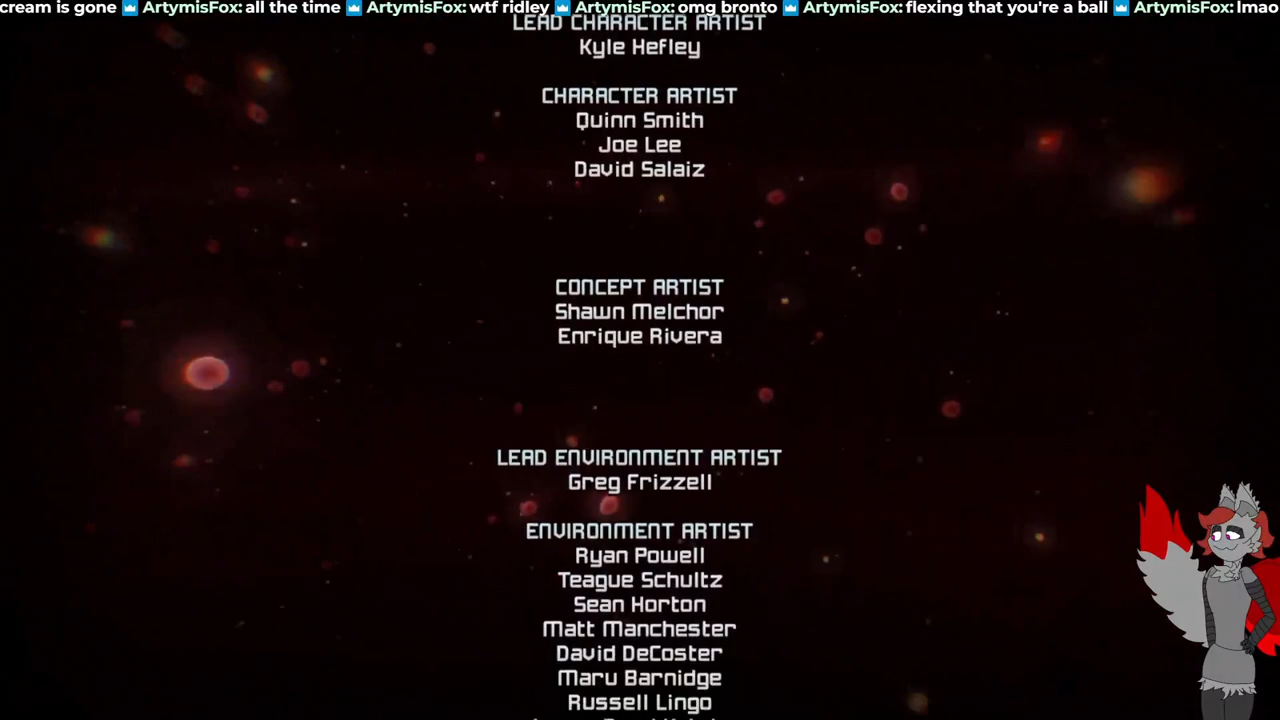 cream is gone ArtymisFox: all the time ArtymisFox: wtf ridley ArtymisFox: omg bronto ArtymisFox: flexing that you're a ball ArtymisFox: lmao
LEAD CHARACTER ARTIST
Kyle Hefley
CHARACTER ARTIST
Quinn Smith
Joe Lee
David Salaiz
CONCEPT ARTIST
Shawn Melchor
Enrique Rivera
LEAD ENVIRONMENT ARTIST
Greg Frizzell
ENVIRONMENT ARTIST
Ryan Powell
Teague Schultz
Sean Horton
Matt Manchester
David DeCoster
Maru Barnidge
Russell Lingo